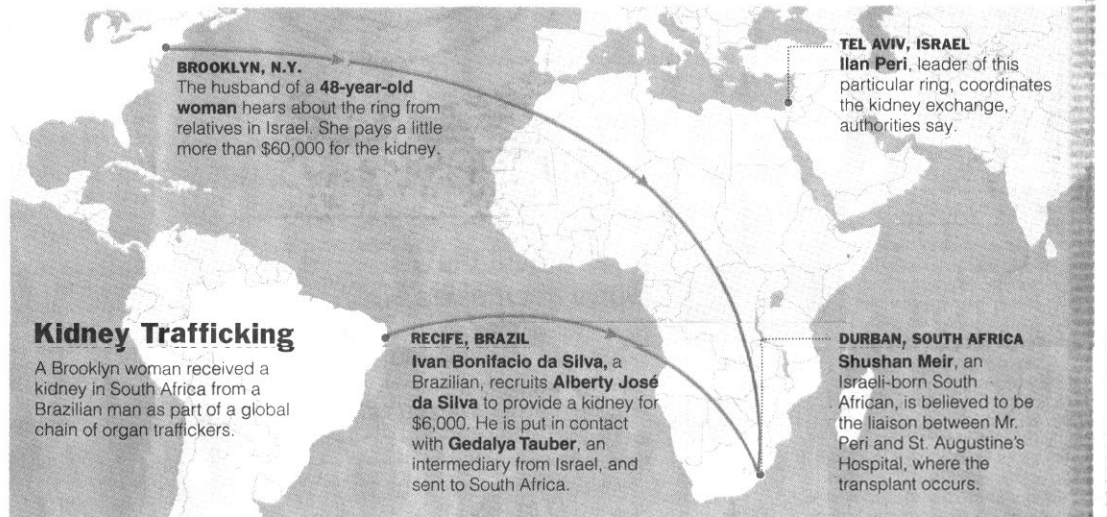 BROOKLYN, N.Y.
The husband of a 48-year-old
woman hears about the ring from
relatives in Israel. She pays a little
more than $60,000 for the kidney.
TEL AVIV, ISRAEL
Ilan Peri, leader of this
particular ring, coordinates
the kidney exchange,
authorities say.
Kidney Trafficking
A Brooklyn woman received a
kidney in South Africa from a
Brazilian man as part of a global
chain of organ traffickers.
RECIFE, BRAZIL
Ivan Bonifacio da Silva, a
Brazilian, recruits Alberty José
da Silva to provide a kidney for
$6,000. He is put in contact
with Gedalya Tauber, an
intermediary from Israel, and
sent to South Africa.
DURBAN, SOUTH AFRICA
Shushan Meir, an
Israeli-born South
African, is believed to be
the liaison between Mr.
Peri and St. Augustine's
Hospital, where the
transplant occurs.